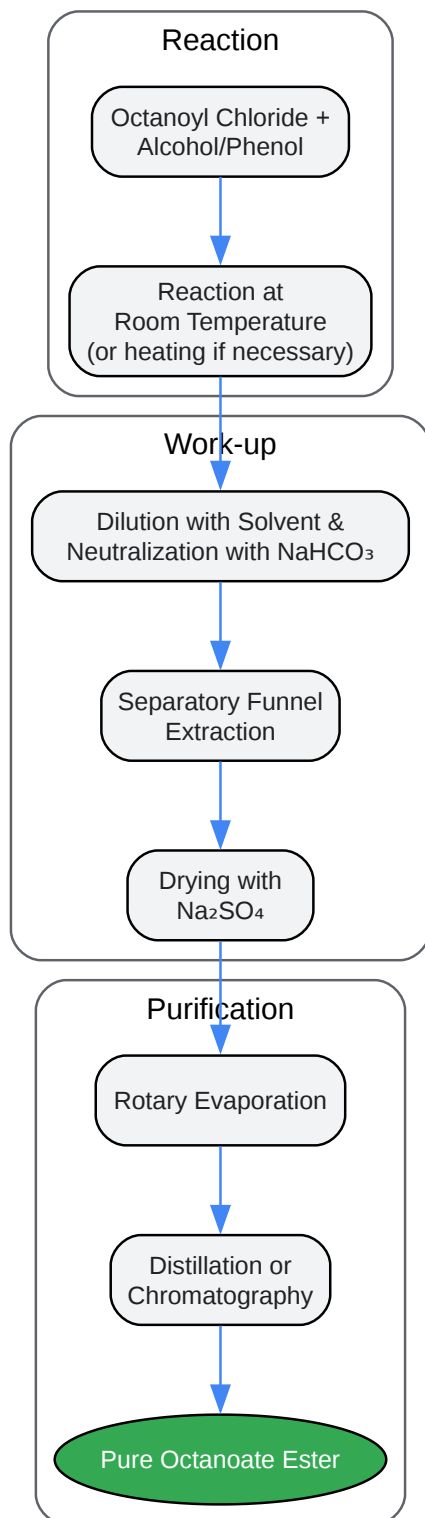 Reaction
Octanoyl Chloride +
Alcohol/Phenol
Reaction at
Room Temperature
(or heating if necessary)
Work-up
Dilution with Solvent &
Neutralization with NaHCO₃
Separatory Funnel
Extraction
Drying with
Na₂SO₄
Purification
Rotary Evaporation
Distillation or
Chromatography
Pure Octanoate Ester